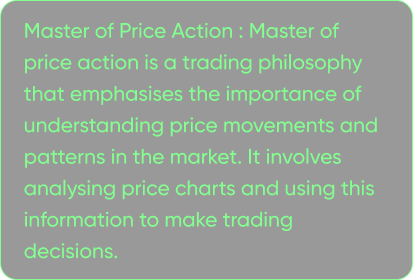 Master of Price Action : Master of
price action is a trading philosophy
that emphasises the importance of
understanding price movements and
patterns in the market. It involves
analysing price charts and using this
information to make trading
decisions.